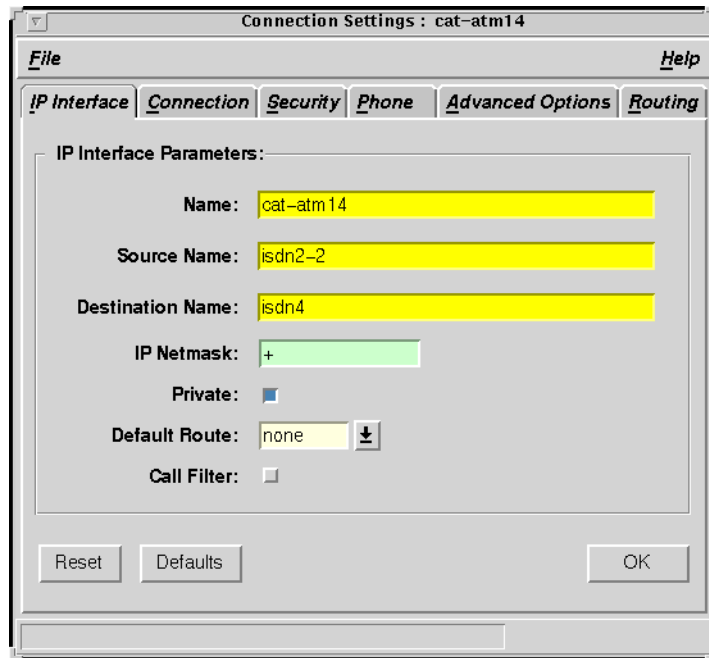 Connection Settings : cat-atm14
File Help
IP Interface Connection Security Phone Advanced Options Routing
IP Interface Parameters:
Name: cat-atm14
Source Name: isdn2-2
Destination Name: isdn4
IP Netmask: +
Private:
Default Route: none
Call Filter:
Reset Defaults OK